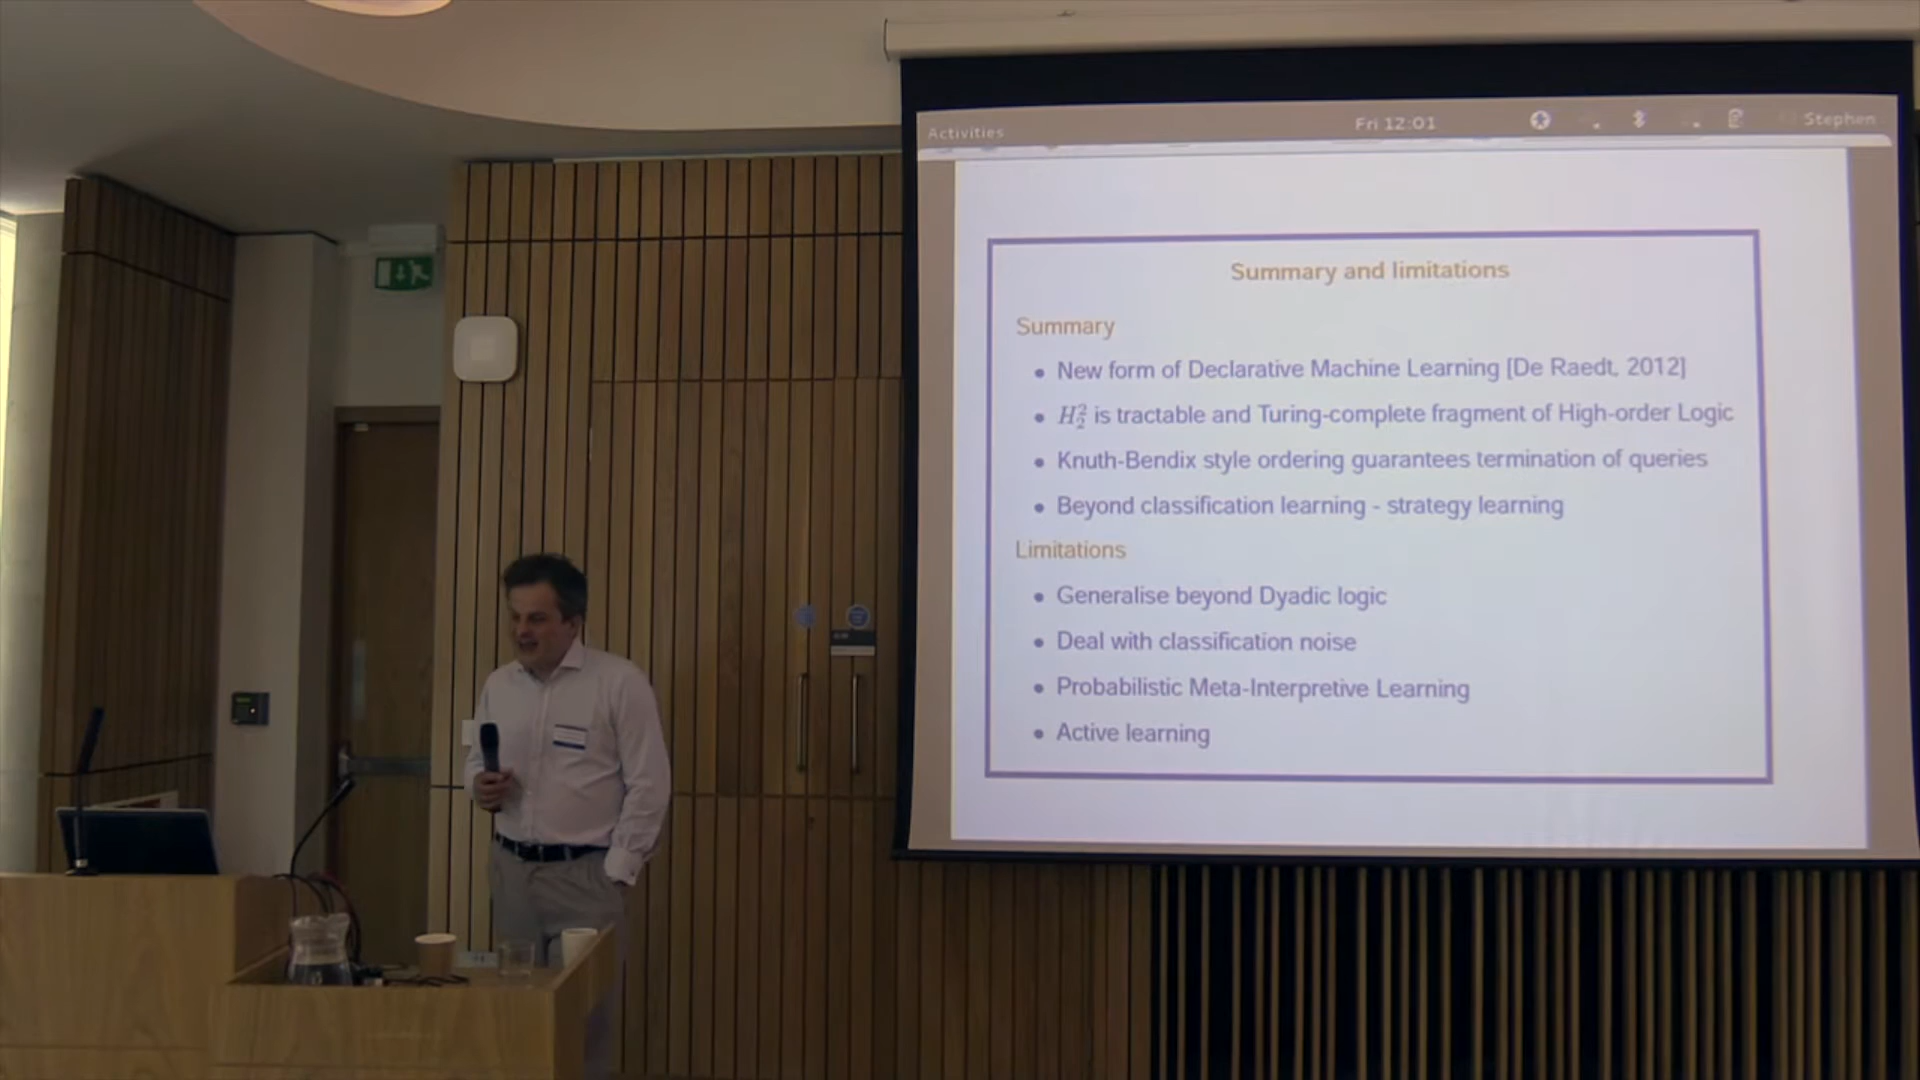 Activities
Fri 12:01
Stephen
Summary and limitations
Summary
• New form of Declarative Machine Learning [De Raedt, 2012]
• H₂² is tractable and Turing-complete fragment of High-order Logic
• Knuth-Bendix style ordering guarantees termination of queries
• Beyond classification learning - strategy learning
Limitations
• Generalise beyond Dyadic logic
• Deal with classification noise
• Probabilistic Meta-Interpretive Learning
• Active learning